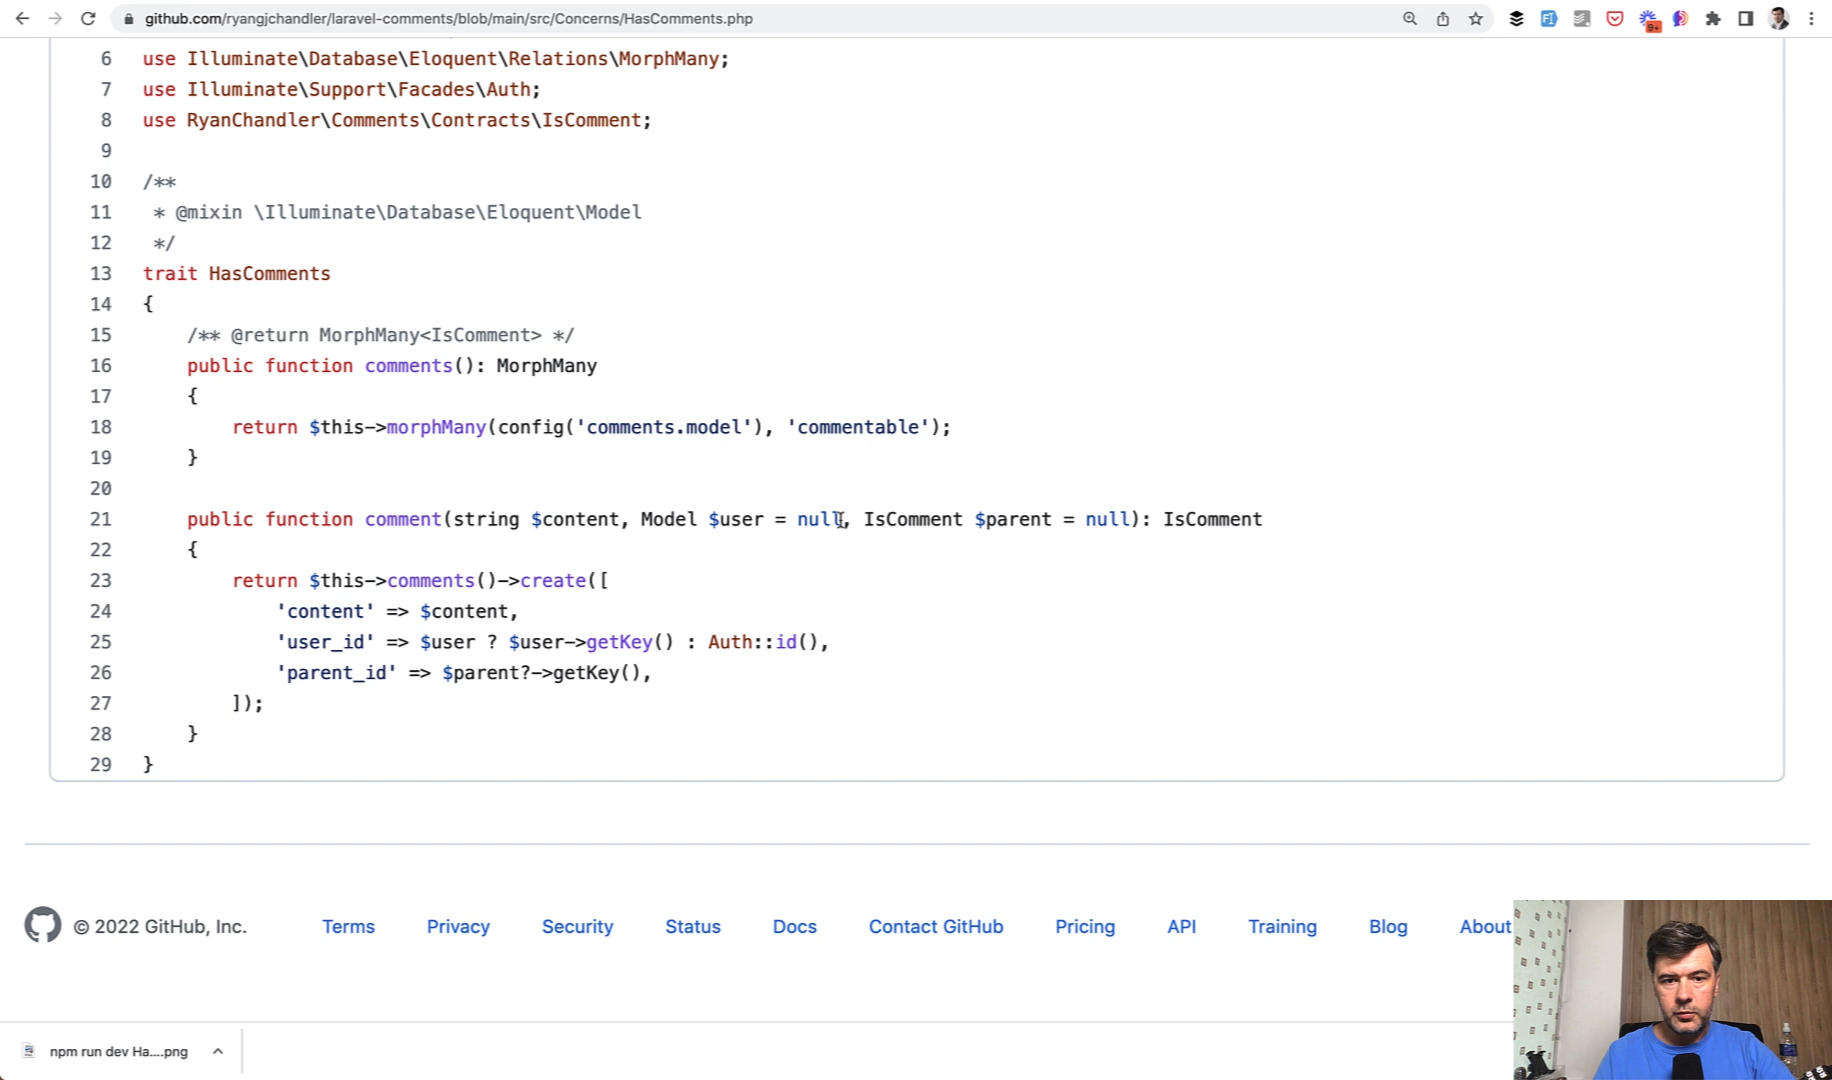 github.com/ryangjchandler/laravel-comments/blob/main/src/Concerns/HasComments.php
9+
6 use Illuminate\Database\Eloquent\Relations\MorphMany;
7 use Illuminate\Support\Facades\Auth;
8 use RyanChandler\Comments\Contracts\IsComment;
9
10 /**
11  * @mixin \Illuminate\Database\Eloquent\Model
12  */
13 trait HasComments
14 {
15     /** @return MorphMany<IsComment> */
16     public function comments(): MorphMany
17     {
18         return $this->morphMany(config('comments.model'), 'commentable');
19     }
20
21     public function comment(string $content, Model $user = null, IsComment $parent = null): IsComment
22     {
23         return $this->comments()->create([
24             'content' => $content,
25             'user_id' => $user ? $user->getKey() : Auth::id(),
26             'parent_id' => $parent?->getKey(),
27         ]);
28     }
29 }
© 2022 GitHub, Inc. Terms Privacy Security Status Docs Contact GitHub Pricing API Training Blog About
npm run dev Ha....png